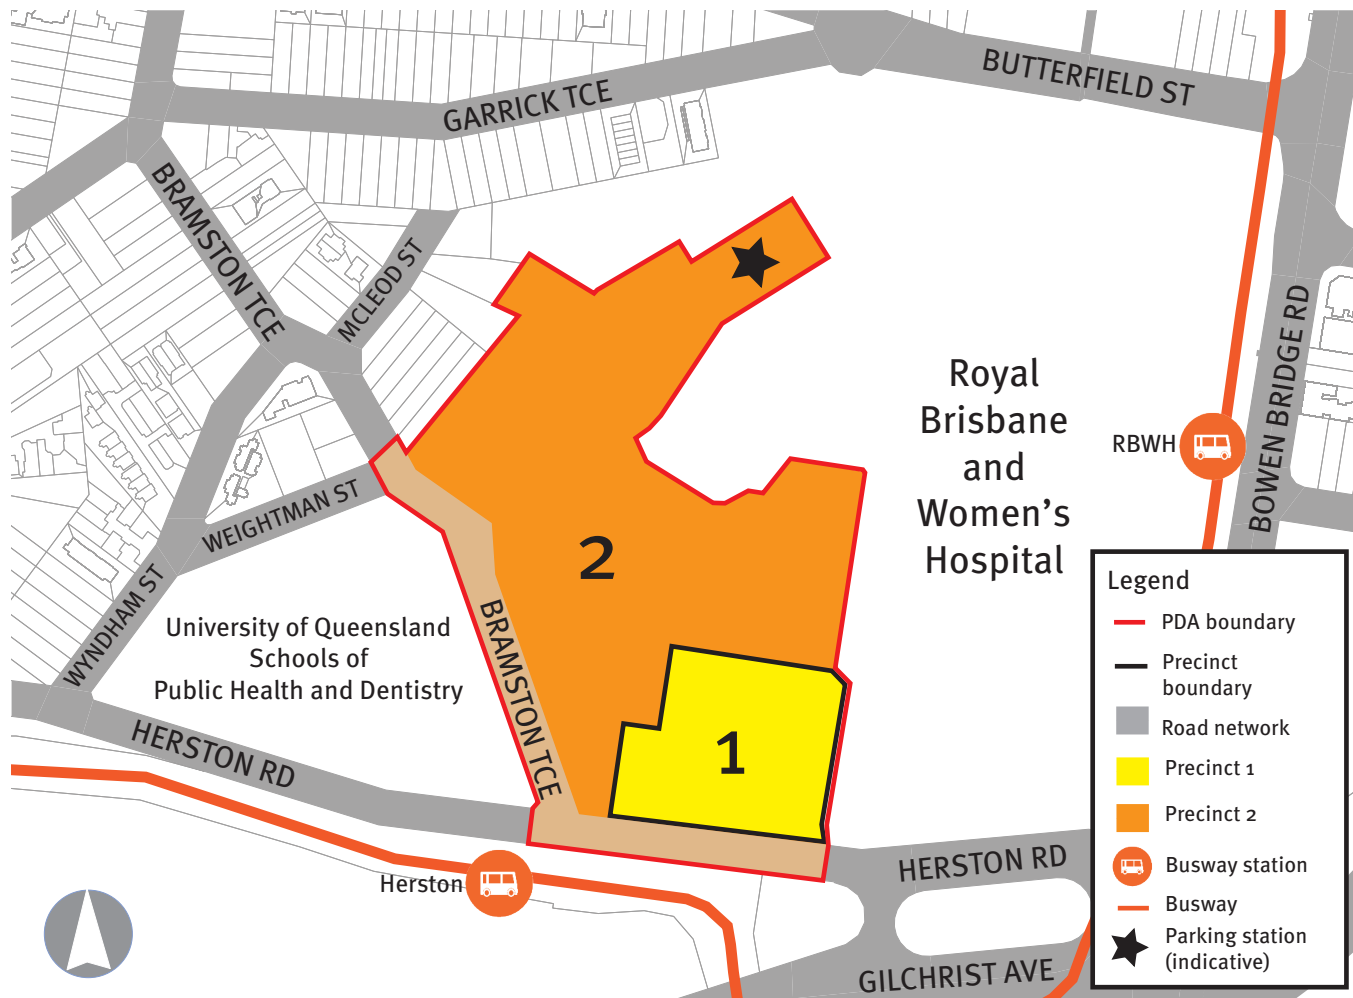 BUTTERFIELD ST
GARRICK TCE
BRAMSTON TCE
MCLEOD ST
BOWEN BRIDGE RD
Royal
Brisbane
and
Women's
Hospital
RBWH
WEIGHTMAN ST
2
WYNDHAM ST
University of Queensland
Schools of
Public Health and Dentistry
BRAMSTON TCE
1
HERSTON RD
Herston
HERSTON RD
GILCHRIST AVE
Legend
PDA boundary
Precinct
boundary
Road network
Precinct 1
Precinct 2
Busway station
Busway
Parking station
(indicative)